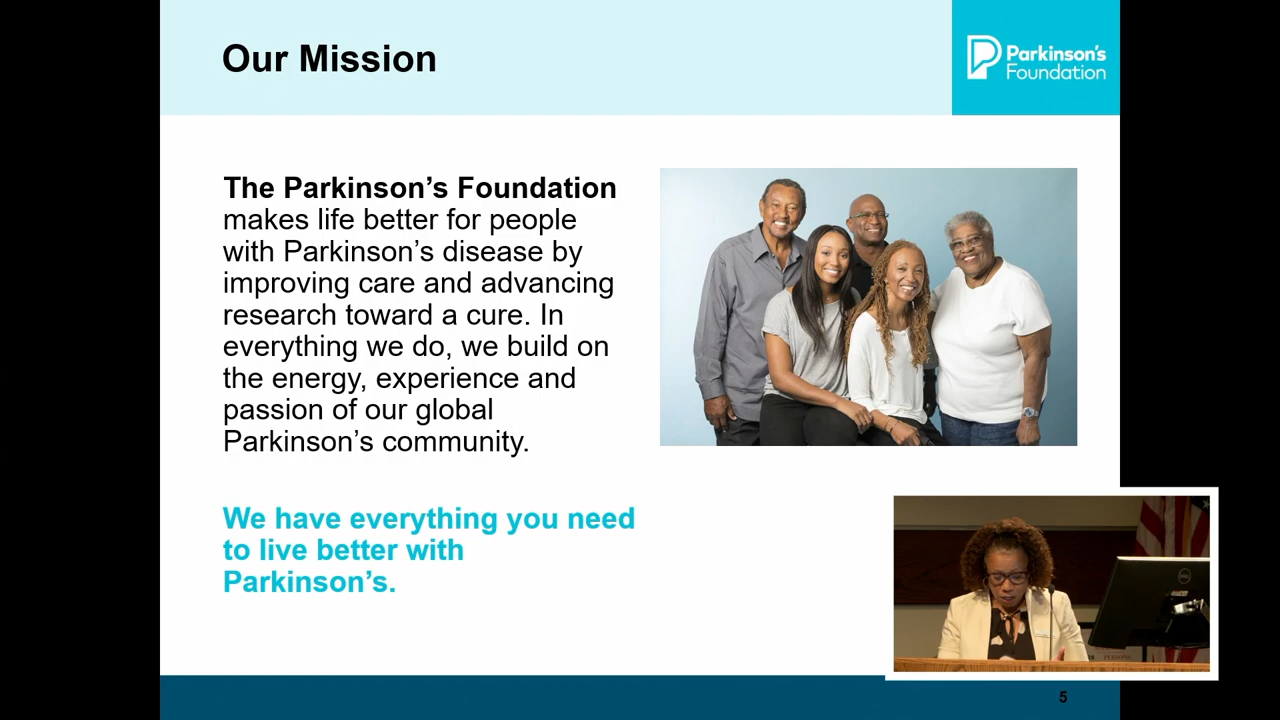 Our Mission
Parkinson's
Foundation
The Parkinson’s Foundation
makes life better for people
with Parkinson’s disease by
improving care and advancing
research toward a cure. In
everything we do, we build on
the energy, experience and
passion of our global
Parkinson’s community.
We have everything you need
to live better with
Parkinson’s.
DELL
5